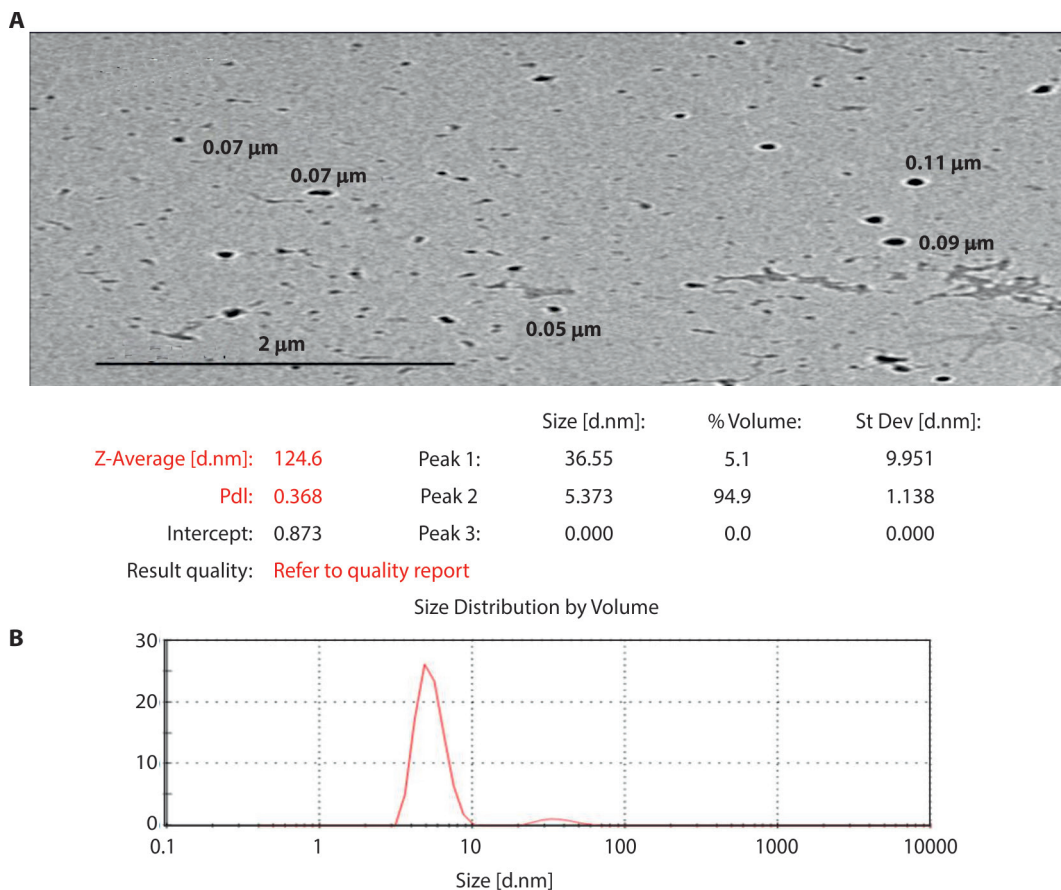 A
0.07 µm
0.07 µm
0.11 µm
0.09 µm
0.05 µm
2 µm
Size [d.nm]: % Volume: St Dev [d.nm]:
Z-Average [d.nm]: 124.6 Peak 1: 36.55 5.1 9.951
PdI: 0.368 Peak 2 5.373 94.9 1.138
Intercept: 0.873 Peak 3: 0.000 0.0 0.000
Result quality: Refer to quality report
Size Distribution by Volume
B
30
20
10
0
0.1 1 10 100 1000 10000
Size [d.nm]